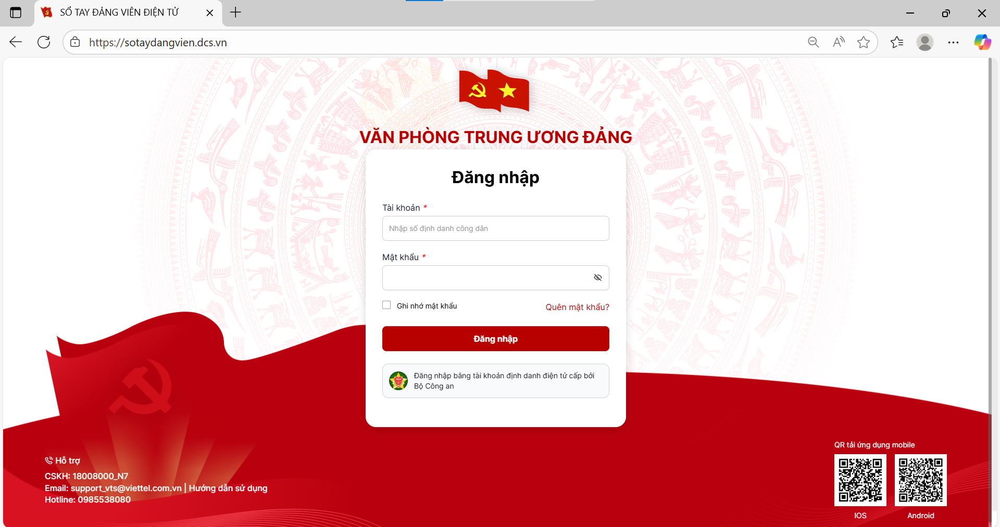 SỔ TAY ĐẢNG VIÊN ĐIỆN TỬ
https://sotaydangvien.dcs.vn
VĂN PHÒNG TRUNG ƯƠNG ĐẢNG
Đăng nhập
Tài khoản *
Nhập số định danh công dân
Mật khẩu *
Ghi nhớ mật khẩu
Quên mật khẩu?
Đăng nhập
Đăng nhập bằng tài khoản định danh điện tử cấp bởi
Bộ Công an
Hỗ trợ
CSKH: 18008000_N7
Email: support_vts@viettel.com.vn | Hướng dẫn sử dụng
Hotline: 0985538080
QR tải ứng dụng mobile
IOS
Android